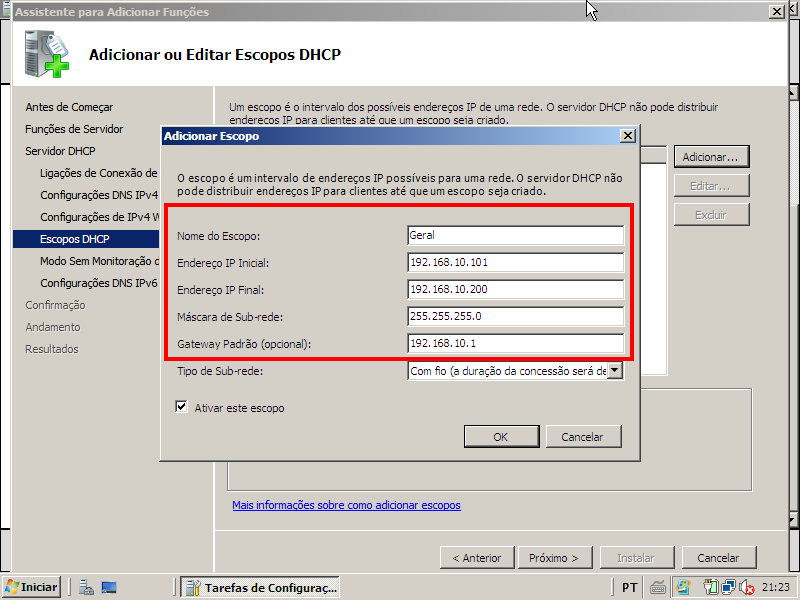 Assistente para Adicionar Funções
Adicionar ou Editar Escopos DHCP
Antes de Começar
Funções de Servidor
Servidor DHCP
Ligações de Conexão de
Configurações DNS IPv4
Configurações de IPv4 W
Escopos DHCP
Modo Sem Monitoração d
Configurações DNS IPv6
Confirmação
Andamento
Resultados
Um escopo é o intervalo dos possíveis endereços IP de uma rede. O servidor DHCP não pode distribuir
endereços IP para clientes até que um escopo seja criado.
Adicionar...
Editar...
Excluir
Adicionar Escopo
O escopo é um intervalo de endereços IP possíveis para uma rede. O servidor DHCP não
pode distribuir endereços IP para clientes até que um escopo seja criado.
Nome do Escopo: Geral
Endereço IP Inicial: 192.168.10.101
Endereço IP Final: 192.168.10.200
Máscara de Sub-rede: 255.255.255.0
Gateway Padrão (opcional): 192.168.10.1
Tipo de Sub-rede: Com fio (a duração da concessão será de
Ativar este escopo
OK Cancelar
Mais informações sobre como adicionar escopos
< Anterior Próximo > Instalar Cancelar
Iniciar Tarefas de Configuraç... PT 21:23